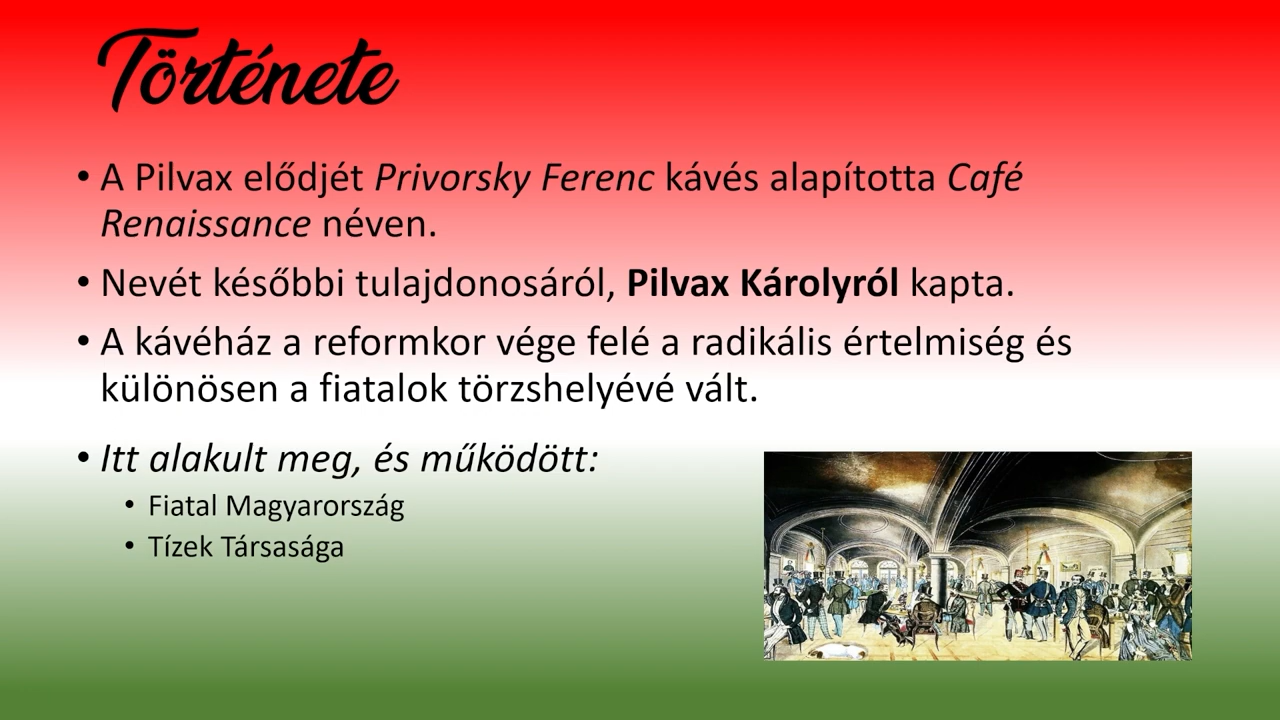 Története
• A Pilvax elődjét Privorsky Ferenc kávés alapította Café
Renaissance néven.
• Nevét későbbi tulajdonosáról, Pilvax Károlyról kapta.
• A kávéház a reformkor vége felé a radikális értelmiség és
különösen a fiatalok törzshelyévé vált.
• Itt alakult meg, és működött:
• Fiatal Magyarország
• Tízek Társasága